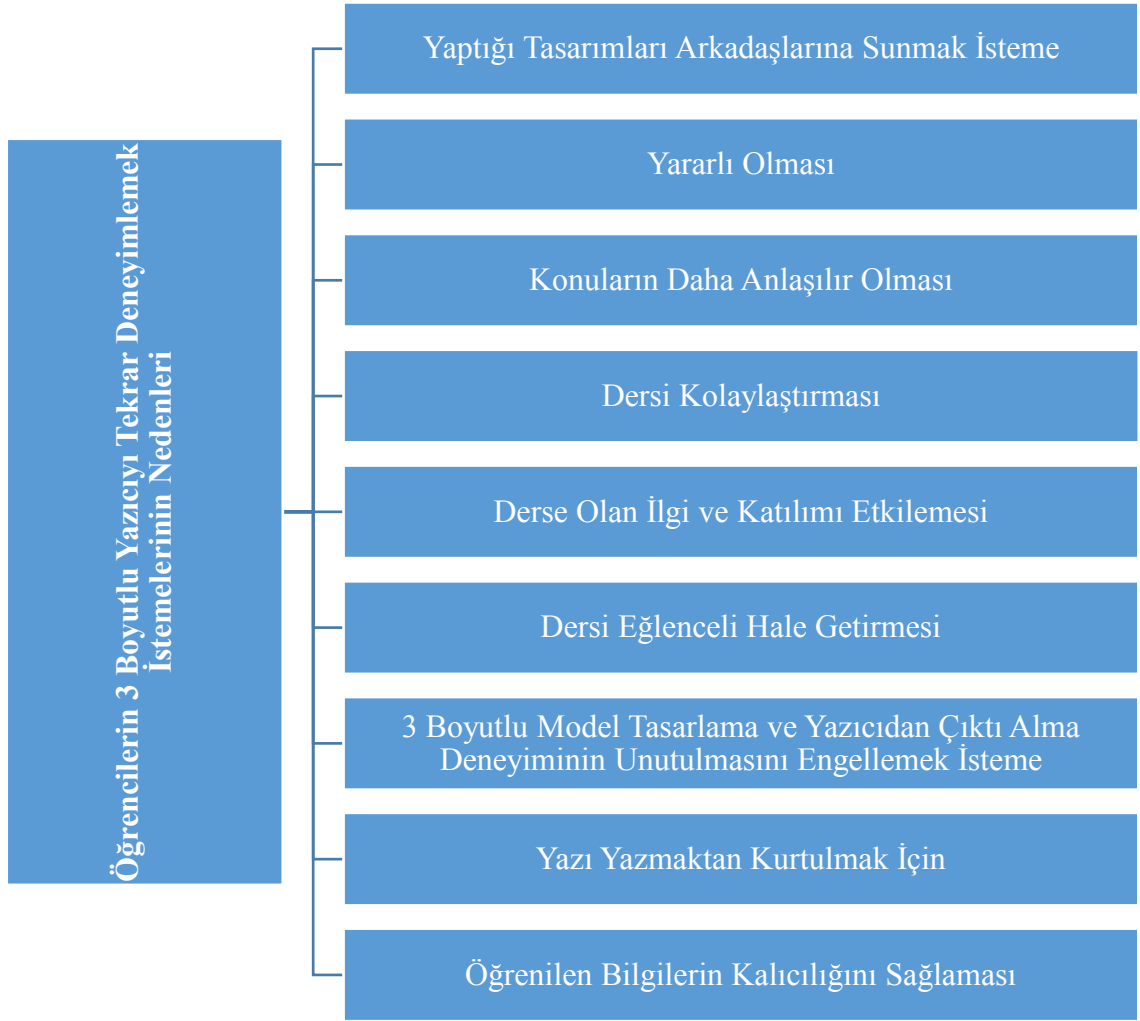 Öğrencilerin 3 Boyutlu Yazıcıyı Tekrar Deneyimlemek
İstemelerinin Nedenleri
Yaptığı Tasarımları Arkadaşlarına Sunmak İsteme
Yararlı Olması
Konuların Daha Anlaşılır Olması
Dersi Kolaylaştırması
Derse Olan İlgi ve Katılımı Etkilemesi
Dersi Eğlenceli Hale Getirmesi
3 Boyutlu Model Tasarlama ve Yazıcıdan Çıktı Alma
Deneyiminin Unutulmasını Engellemek İsteme
Yazı Yazmaktan Kurtulmak İçin
Öğrenilen Bilgilerin Kalıcılığını Sağlaması